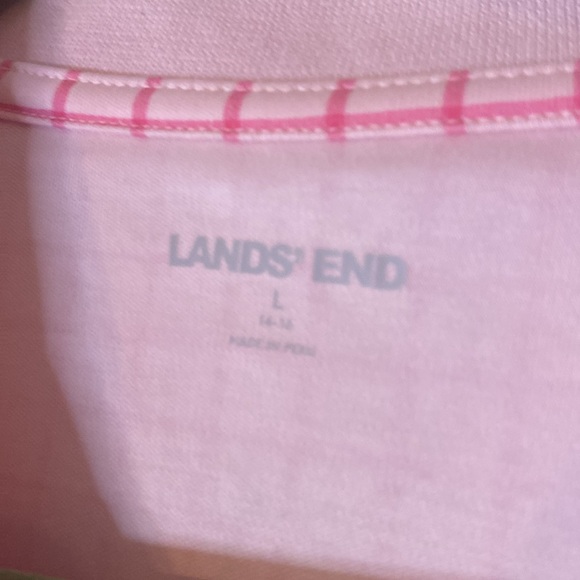 LANDS' END
L
14-16
MADE IN PERU